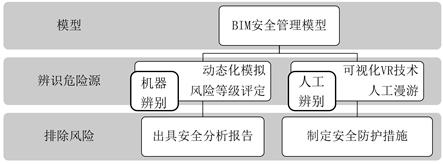 模型
BIM安全管理模型
辨识危险源
动态化模拟
风险等级评定
机器
辨别
可视化VR技术
人工漫游
人工
辨别
排除风险
出具安全分析报告
制定安全防护措施